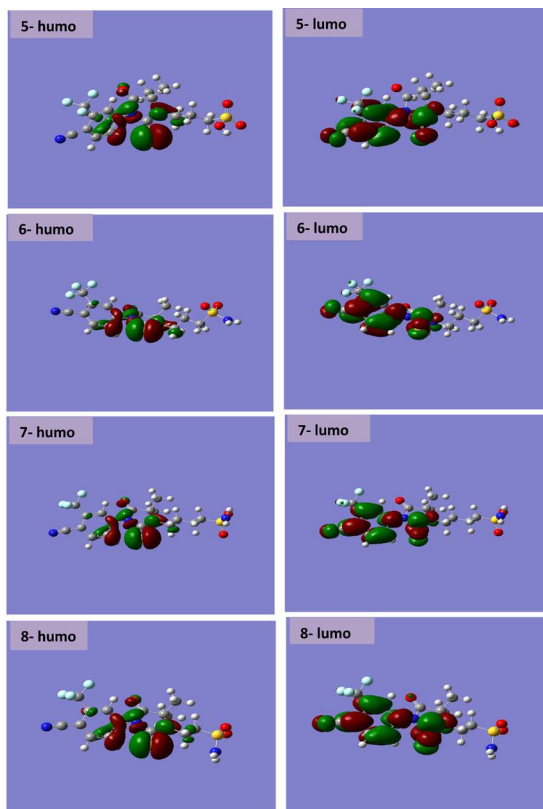 5- humo
5- lumo
6- humo
6- lumo
7- humo
7- lumo
8- humo
8- lumo